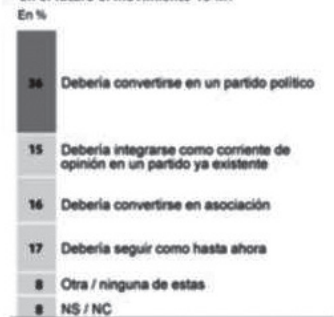 En %
36 Debería convertirse en un partido político
15 Debería integrarse como corriente de
opinión en un partido ya existente
16 Debería convertirse en asociación
17 Debería seguir como hasta ahora
8 Otra / ninguna de estas
8 NS / NC